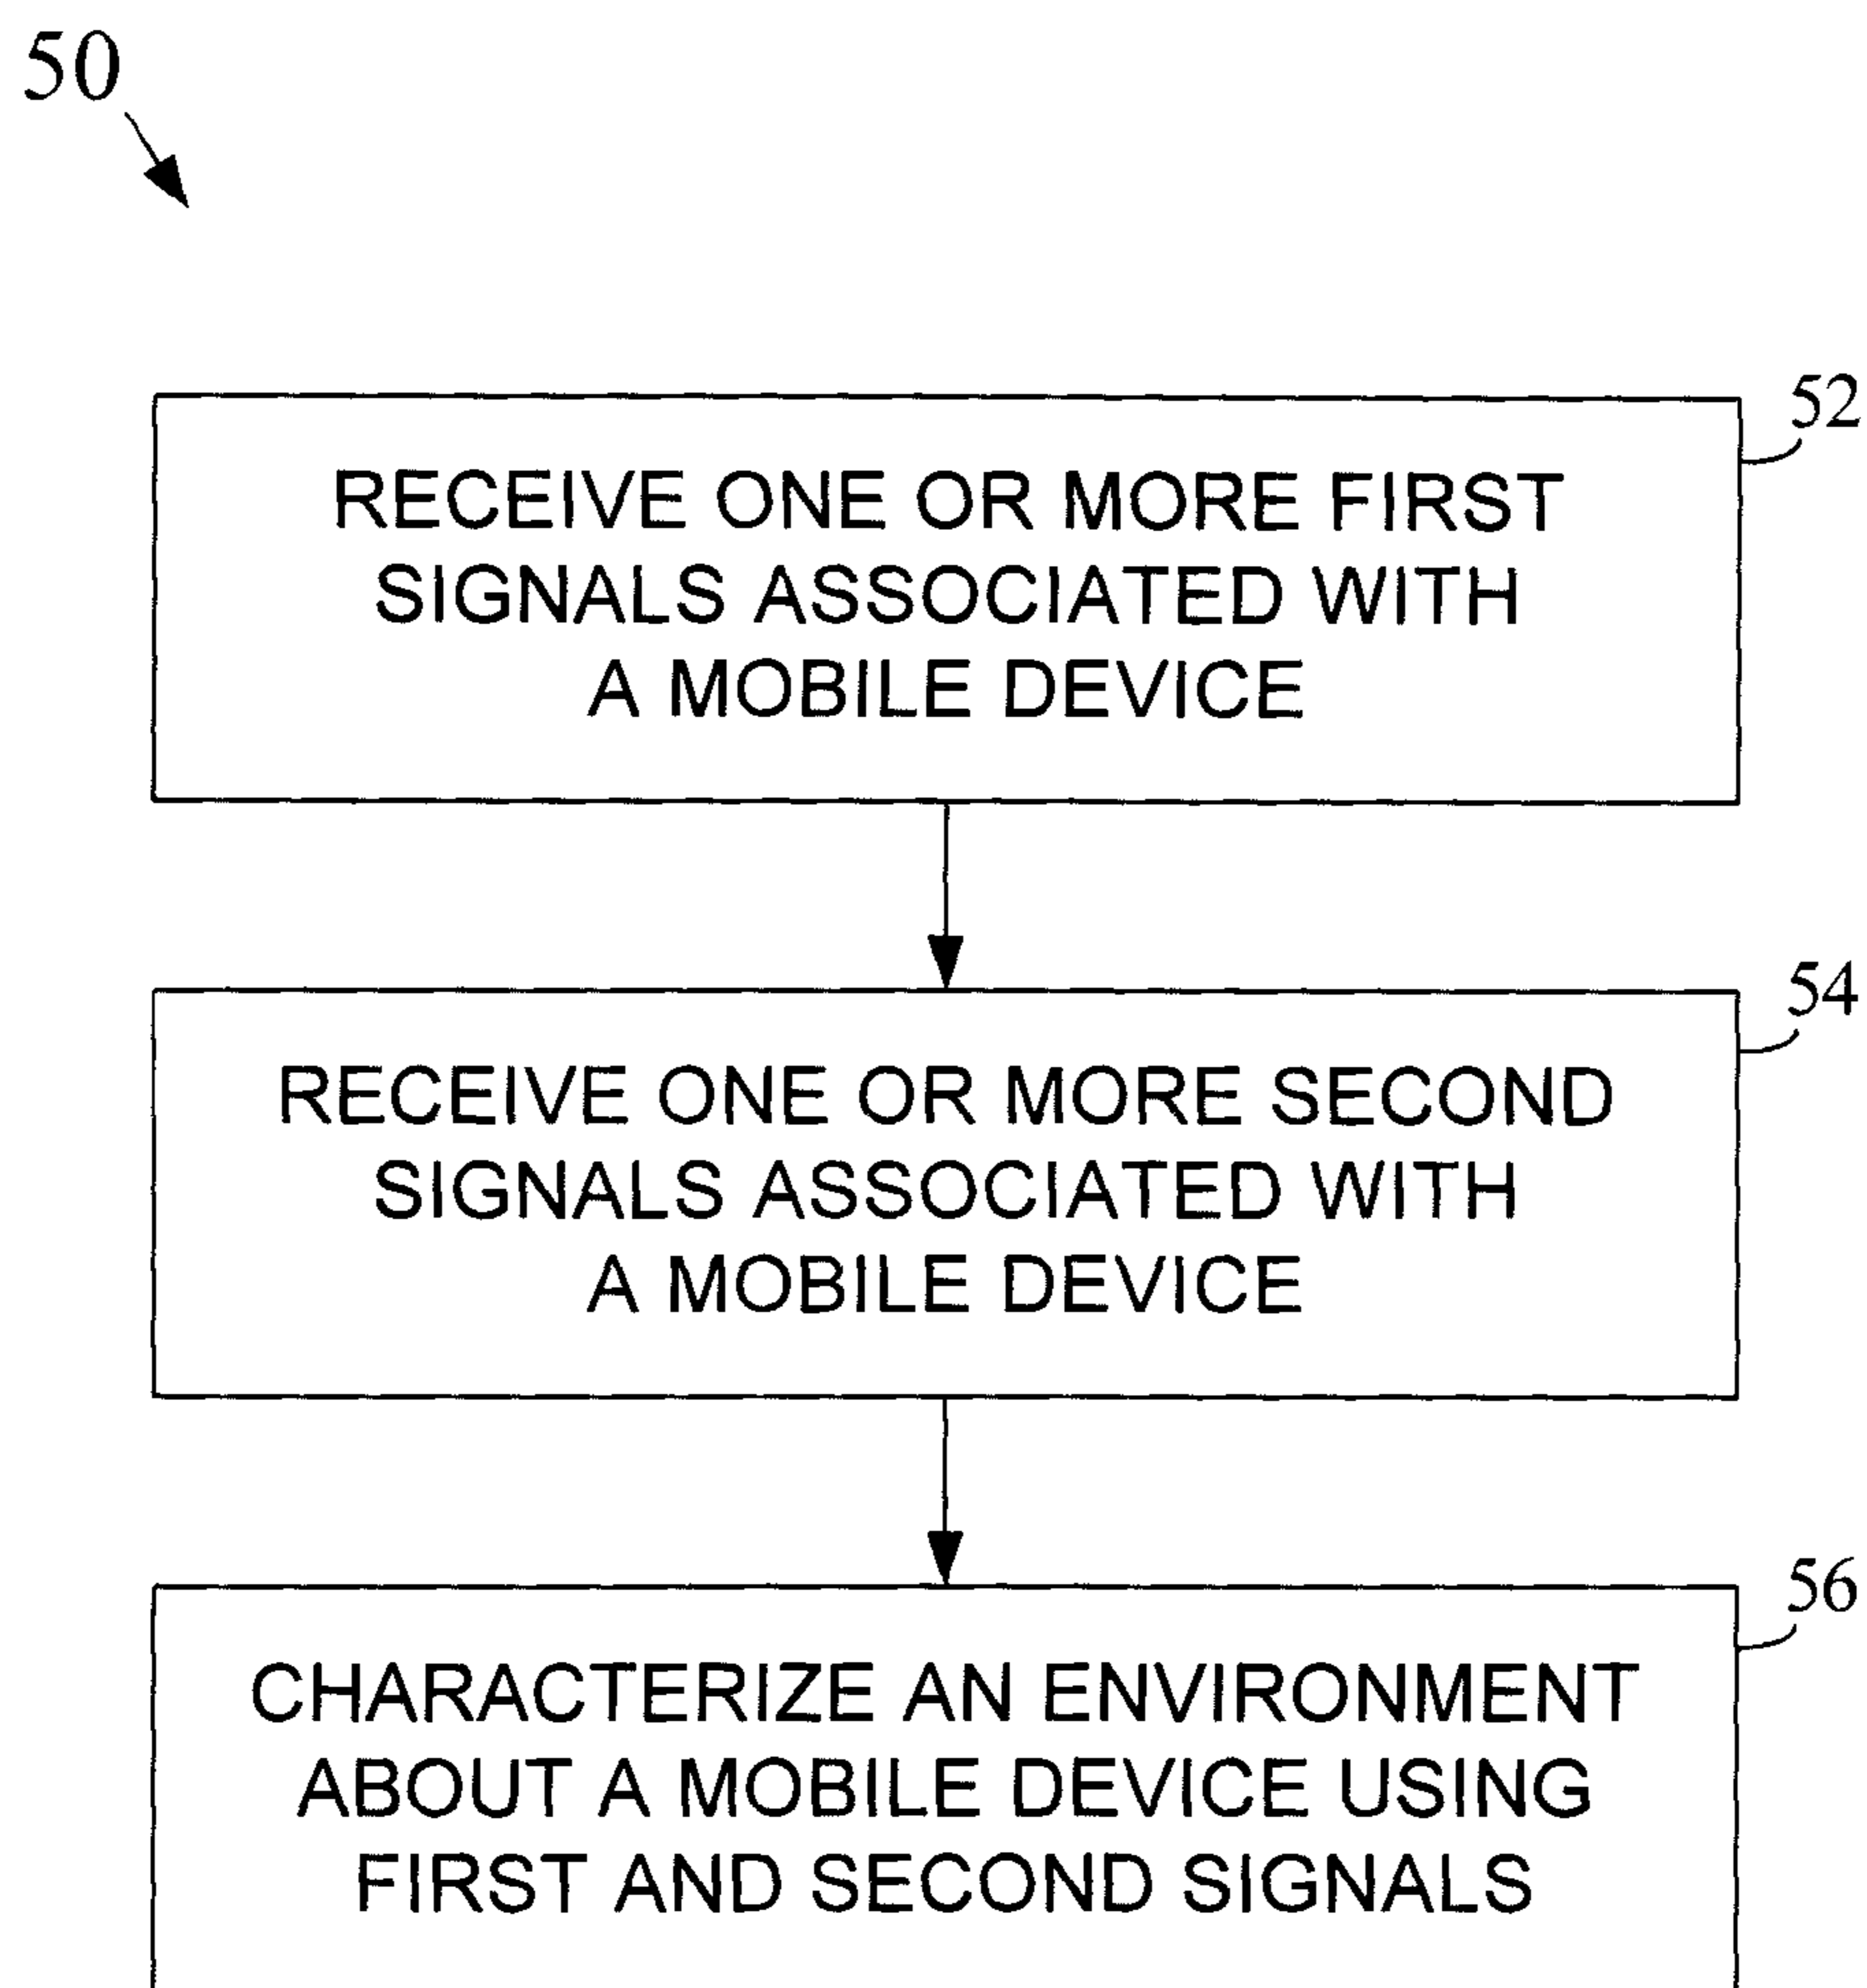 50
52
RECEIVE ONE OR MORE FIRST
SIGNALS ASSOCIATED WITH
A MOBILE DEVICE
54
RECEIVE ONE OR MORE SECOND
SIGNALS ASSOCIATED WITH
A MOBILE DEVICE
56
CHARACTERIZE AN ENVIRONMENT
ABOUT A MOBILE DEVICE USING
FIRST AND SECOND SIGNALS